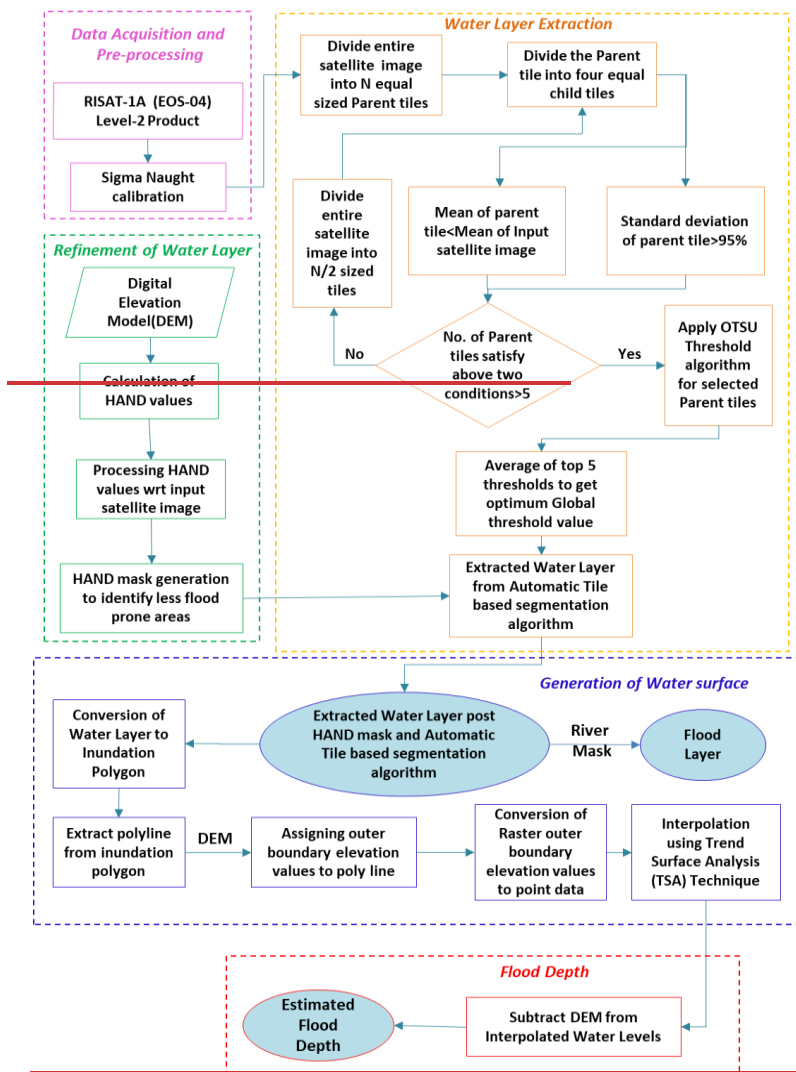 Data Acquisition and
Pre-processing
RISAT-1A (EOS-04)
Level-2 Product
Sigma Naught
calibration
Water Layer Extraction
Divide entire
satellite image
into N equal
sized Parent tiles
Divide the Parent
tile into four equal
child tiles
Divide
entire
satellite
image into
N/2 sized
tiles
Mean of parent
tile<Mean of Input
satellite image
Standard deviation
of parent tile>95%
No. of Parent
tiles satisfy
above two
conditions>5
No
Yes
Apply OTSU
Threshold
algorithm
for selected
Parent tiles
Average of top 5
thresholds to get
optimum Global
threshold value
Extracted Water Layer
from Automatic Tile
based segmentation
algorithm
Refinement of Water Layer
Digital
Elevation
Model(DEM)
Calculation of
HAND values
Processing HAND
values wrt input
satellite image
HAND mask generation
to identify less flood
prone areas
Generation of Water surface
Extracted Water Layer post
HAND mask and Automatic
Tile based segmentation
algorithm
River
Mask
Flood
Layer
Conversion of
Water Layer to
Inundation
Polygon
Extract polyline
from inundation
polygon
DEM
Assigning outer
boundary elevation
values to poly line
Conversion of
Raster outer
boundary
elevation values
to point data
Interpolation
using Trend
Surface Analysis
(TSA) Technique
Flood Depth
Subtract DEM from
Interpolated Water Levels
Estimated
Flood
Depth